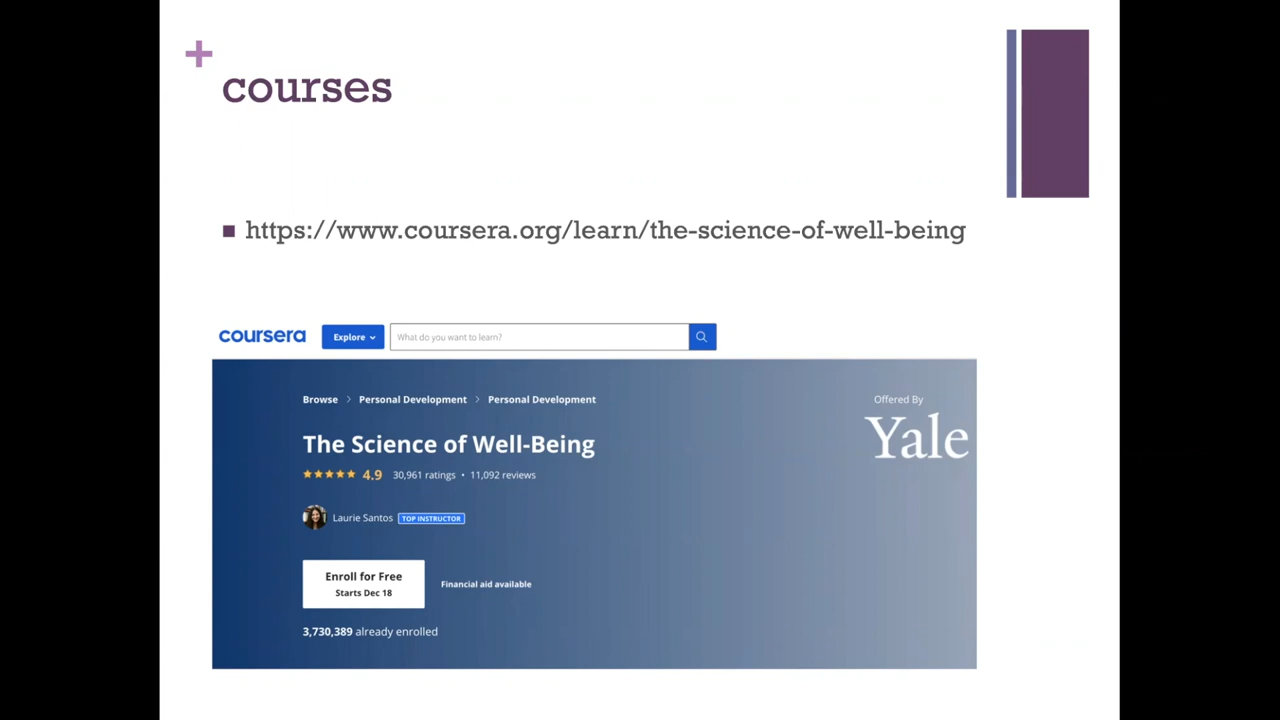 +
courses
https://www.coursera.org/learn/the-science-of-well-being
coursera Explore What do you want to learn?
Browse > Personal Development > Personal Development
Offered By
Yale
The Science of Well-Being
4.9 30,961 ratings • 11,092 reviews
Laurie Santos TOP INSTRUCTOR
Enroll for Free
Starts Dec 18
Financial aid available
3,730,389 already enrolled